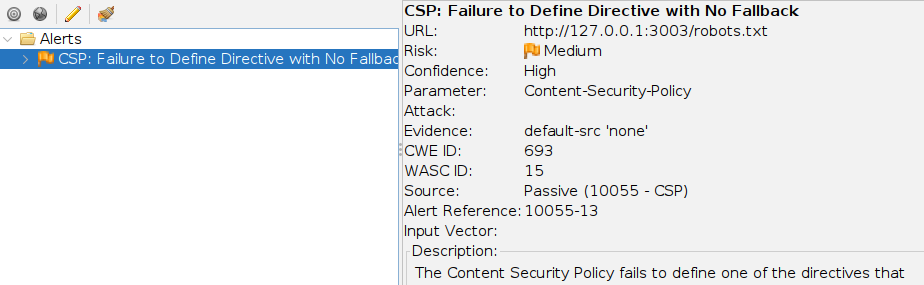 Alerts
CSP: Failure to Define Directive with No Fallbac
CSP: Failure to Define Directive with No Fallback
URL: http://127.0.0.1:3003/robots.txt
Risk: Medium
Confidence: High
Parameter: Content-Security-Policy
Attack:
Evidence: default-src 'none'
CWE ID: 693
WASC ID: 15
Source: Passive (10055 - CSP)
Alert Reference: 10055-13
Input Vector:
Description:
The Content Security Policy fails to define one of the directives that